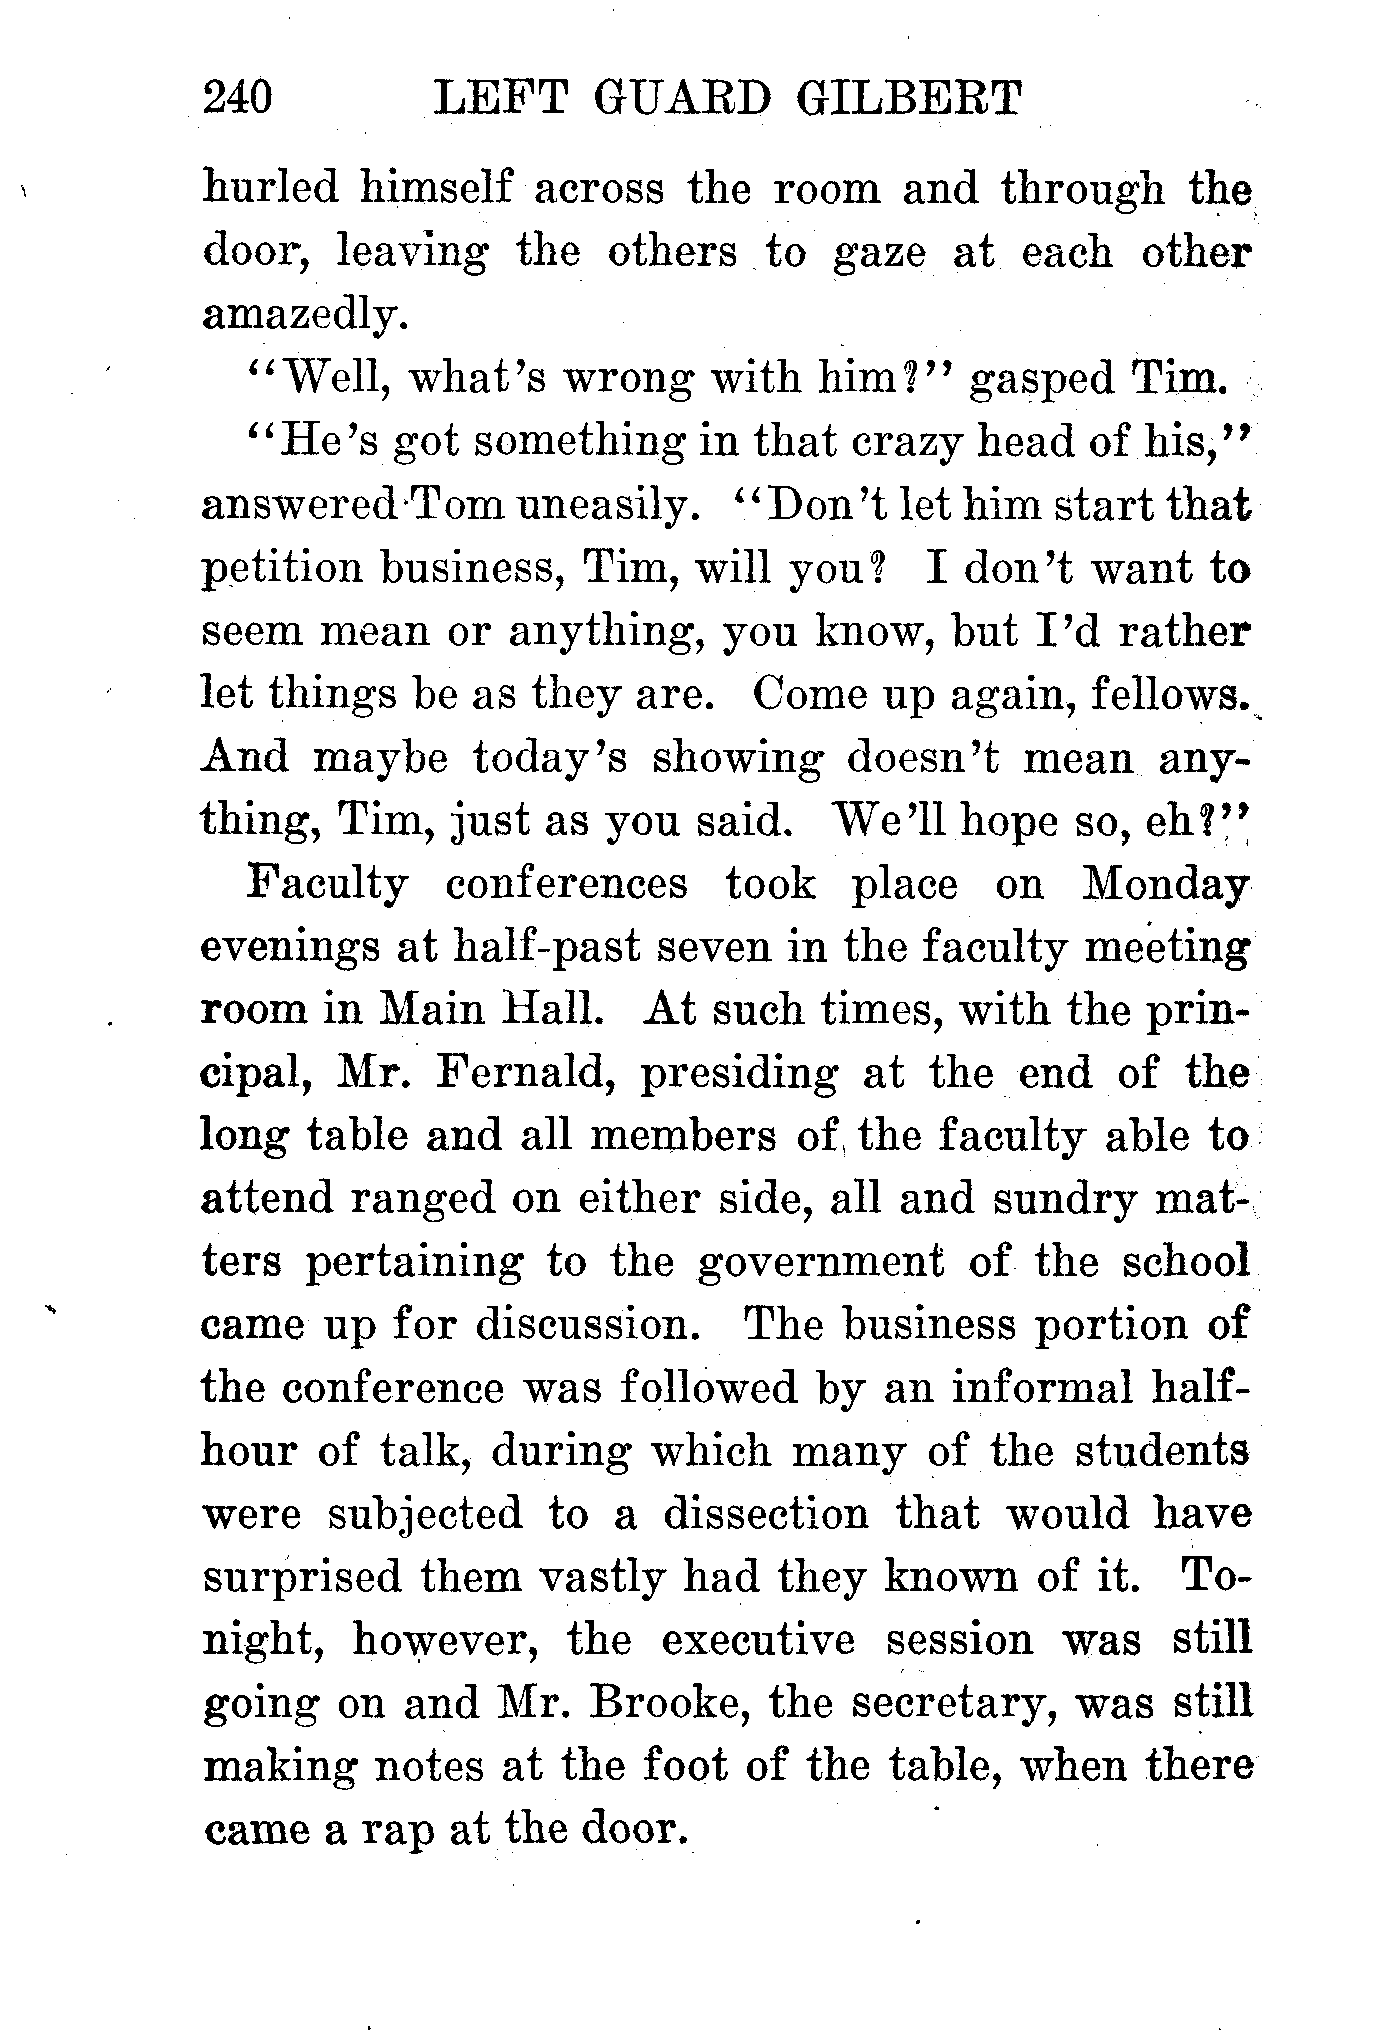 240 LEFT GUARD GILBERT
hurled himself across the room and through the
door, leaving the others to gaze at each other
amazedly.
"Well, what's wrong with him?" gasped Tim.
"He's got something in that crazy head of his,"
answered Tom uneasily. "Don't let him start that
petition business, Tim, will you? I don't want to
seem mean or anything, you know, but I'd rather
let things be as they are. Come up again, fellows.
And maybe today's showing doesn't mean any-
thing, Tim, just as you said. We'll hope so, eh?"
Faculty conferences took place on Monday
evenings at half-past seven in the faculty meeting
room in Main Hall. At such times, with the prin-
cipal, Mr. Fernald, presiding at the end of the
long table and all members of the faculty able to
attend ranged on either side, all and sundry mat-
ters pertaining to the government of the school
came up for discussion. The business portion of
the conference was followed by an informal half-
hour of talk, during which many of the students
were subjected to a dissection that would have
surprised them vastly had they known of it. To-
night, however, the executive session was still
going on and Mr. Brooke, the secretary, was still
making notes at the foot of the table, when there
came a rap at the door.